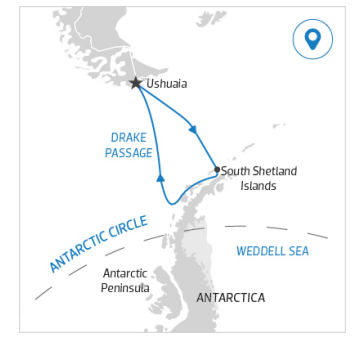 Ushuaia
DRAKE
PASSAGE
South Shetland
Islands
ANTARCTIC CIRCLE
WEDDELL SEA
Antarctic
Peninsula
ANTARCTICA